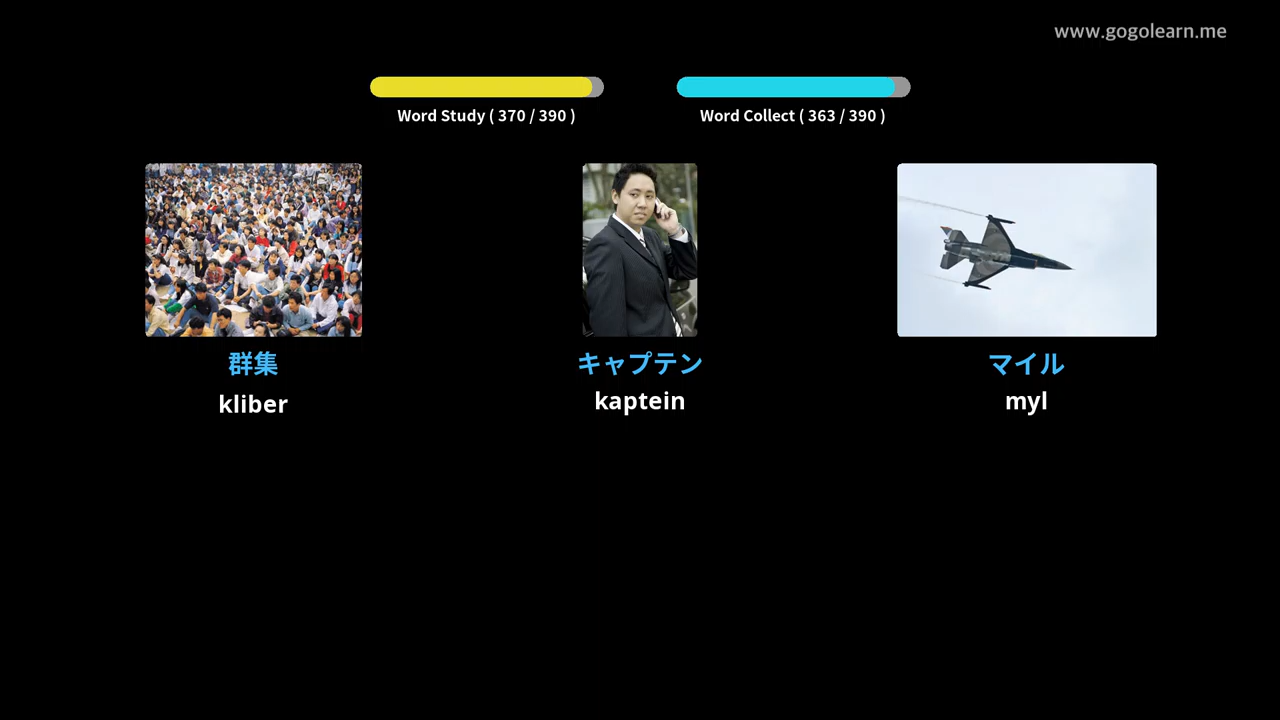 www.gogolearn.me
Word Study ( 370 / 390 )
Word Collect ( 363 / 390 )
群集
キャプテン
マイル
kliber
kaptein
myl